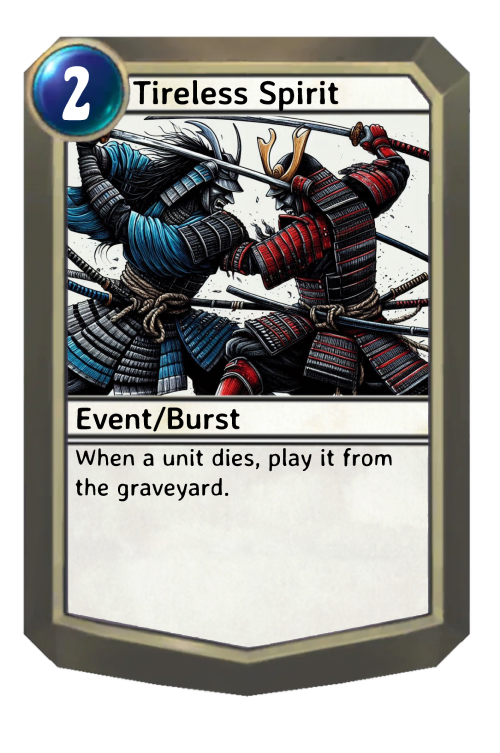 2
Tireless Spirit
Event/Burst
When a unit dies, play it from
the graveyard.